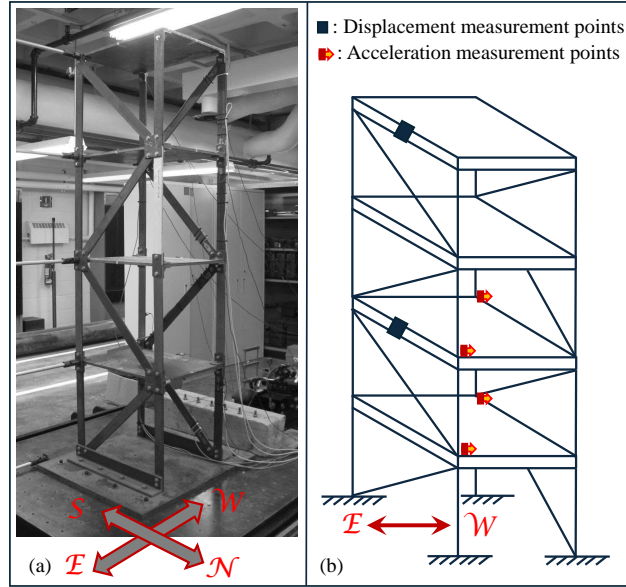 : Displacement measurement points
: Acceleration measurement points
S
W
E
N
(a)
E
W
(b)